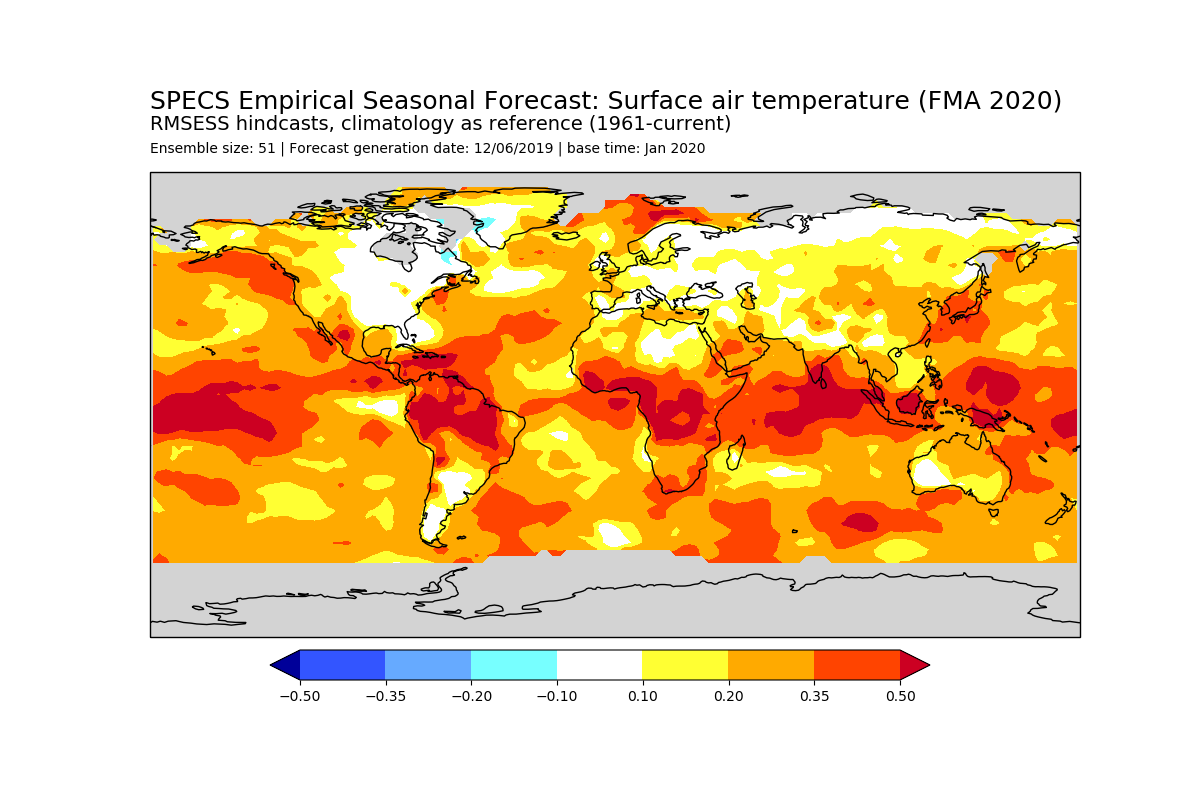 SPECS Empirical Seasonal Forecast: Surface air temperature (FMA 2020)
RMSESS hindcasts, climatology as reference (1961-current)
Ensemble size: 51 | Forecast generation date: 12/06/2019 | base time: Jan 2020
−0.50 −0.35 −0.20 −0.10 0.10 0.20 0.35 0.50